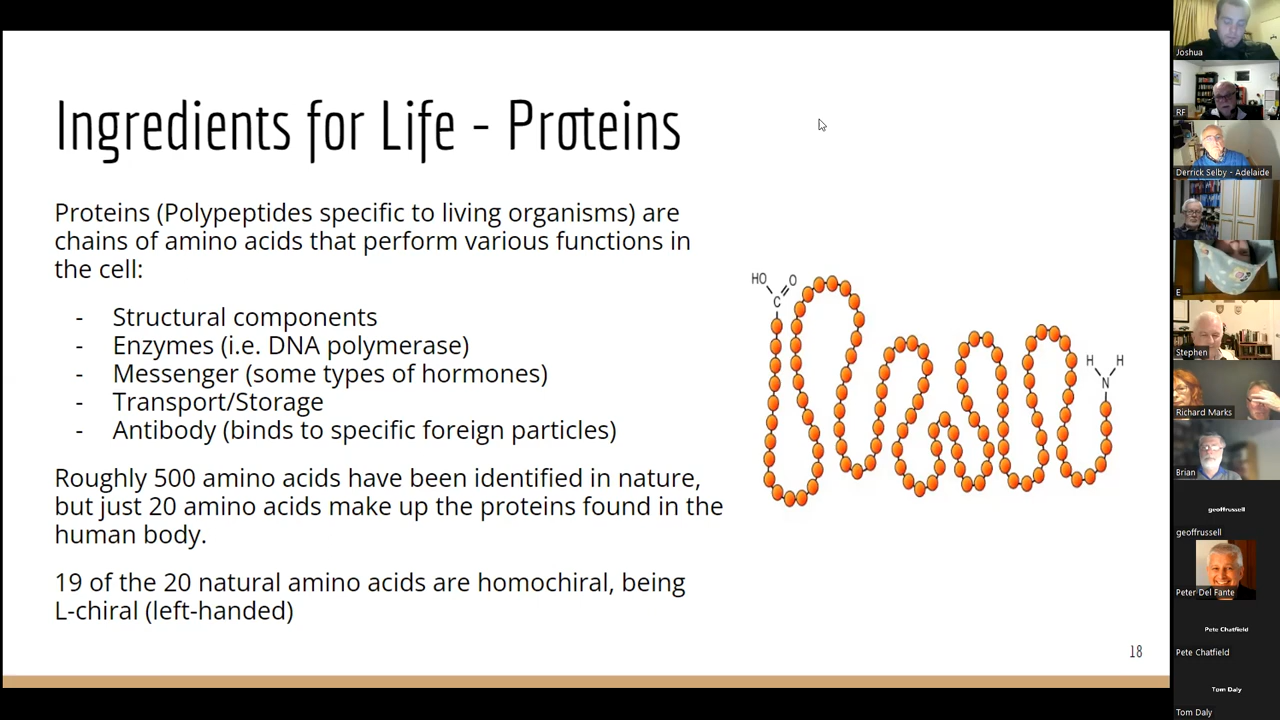 Ingredients for Life - Proteins
Proteins (Polypeptides specific to living organisms) are
chains of amino acids that perform various functions in
the cell:
- Structural components
- Enzymes (i.e. DNA polymerase)
- Messenger (some types of hormones)
- Transport/Storage
- Antibody (binds to specific foreign particles)
Roughly 500 amino acids have been identified in nature,
but just 20 amino acids make up the proteins found in the
human body.
19 of the 20 natural amino acids are homochiral, being
L-chiral (left-handed)
HO O
C
H H
N
18
Joshua
RF
Derrick Selby - Adelaide
E
Stephen
Richard Marks
Brian
geoffrussell
geoffrussell
Peter Del Fante
Pete Chatfield
Pete Chatfield
Tom Daly
Tom Daly